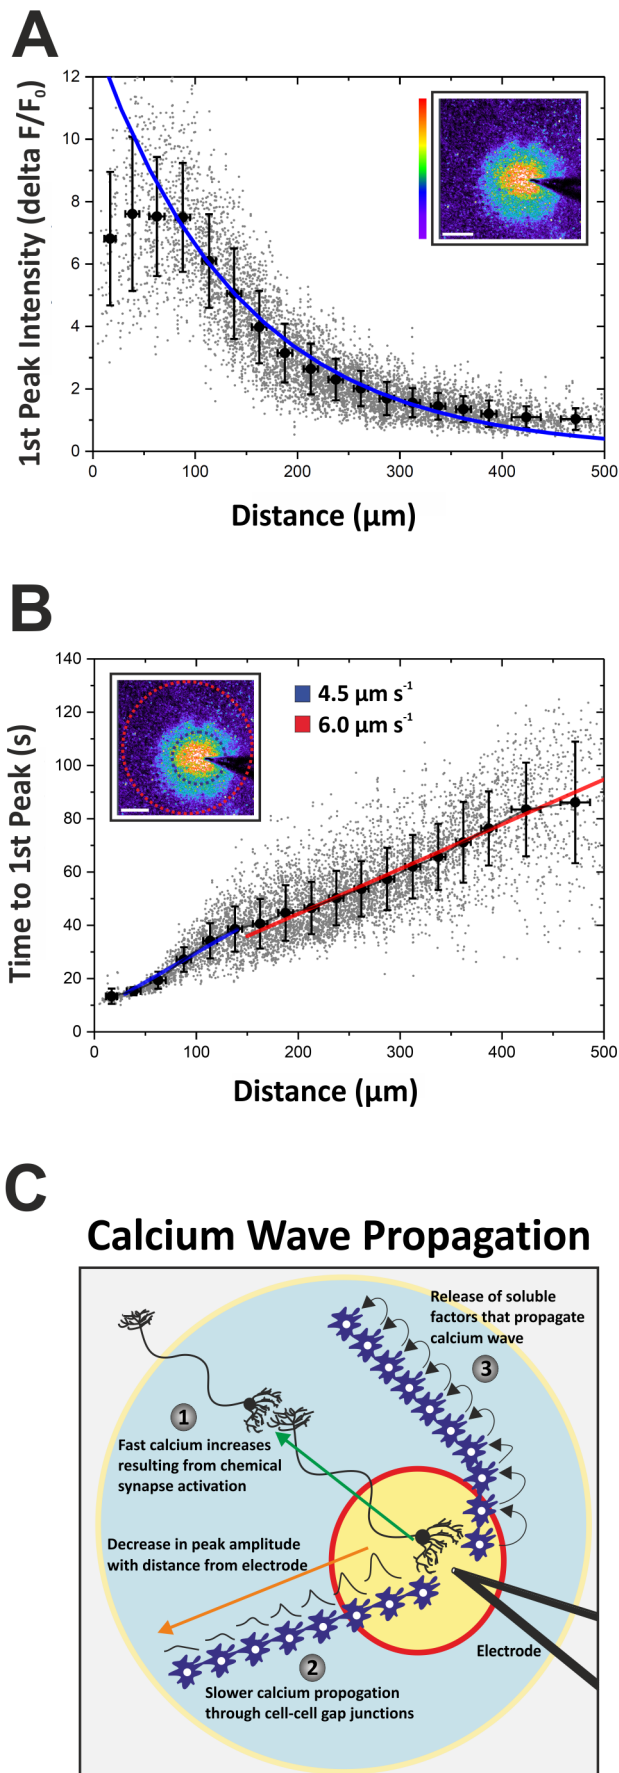 A
1st Peak Intensity (delta F/F₀)
12
10
8
6
4
2
0
0 100 200 300 400 500
Distance (µm)
B
Time to 1st Peak (s)
140
120
100
80
60
40
20
0
4.5 µm s⁻¹
6.0 µm s⁻¹
0 100 200 300 400 500
Distance (µm)
C
Calcium Wave Propagation
Release of soluble
factors that propagate
calcium wave
3
1
Fast calcium increases
resulting from chemical
synapse activation
Decrease in peak amplitude
with distance from electrode
Electrode
2
Slower calcium propogation
through cell-cell gap junctions